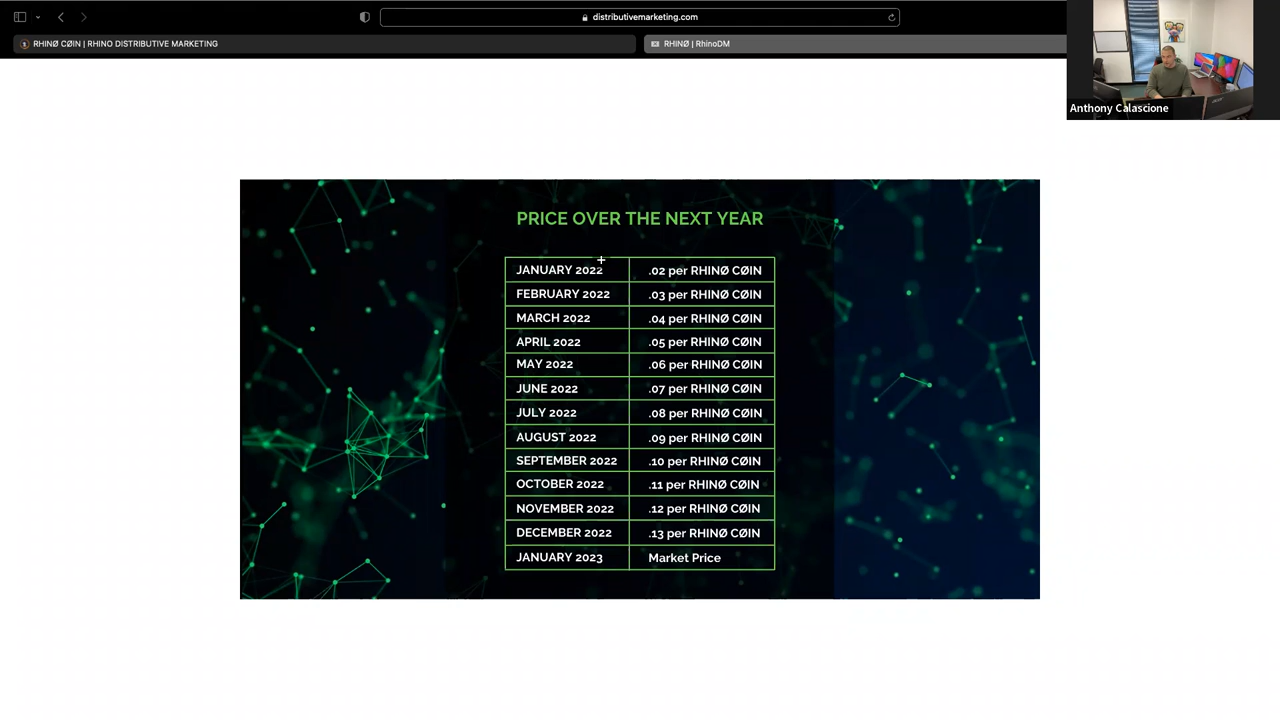 distributivemarketing.com
RHINØ CØIN | RHINO DISTRIBUTIVE MARKETING
RHINØ | RhinoDM
Anthony Calascione
PRICE OVER THE NEXT YEAR
JANUARY 2022 .02 per RHINØ CØIN
FEBRUARY 2022 .03 per RHINØ CØIN
MARCH 2022 .04 per RHINØ CØIN
APRIL 2022 .05 per RHINØ CØIN
MAY 2022 .06 per RHINØ CØIN
JUNE 2022 .07 per RHINØ CØIN
JULY 2022 .08 per RHINØ CØIN
AUGUST 2022 .09 per RHINØ CØIN
SEPTEMBER 2022 .10 per RHINØ CØIN
OCTOBER 2022 .11 per RHINØ CØIN
NOVEMBER 2022 .12 per RHINØ CØIN
DECEMBER 2022 .13 per RHINØ CØIN
JANUARY 2023 Market Price